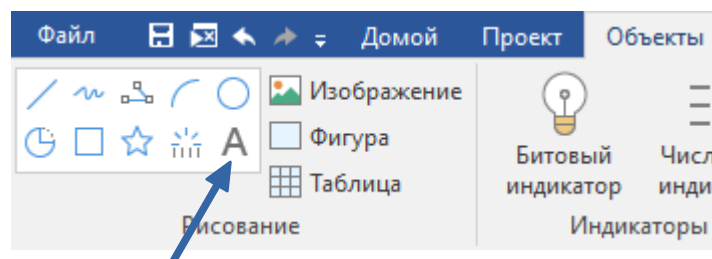 Файл Домой Проект Объекты
Изображение
Фигура
Таблица
A
Битовый
индикатор
Рисование
Индикаторы